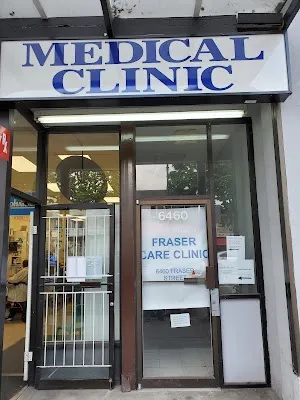 MEDICAL
CLINIC
6460
FRASER
CARE CLINIC
6460 FRASER
STREET